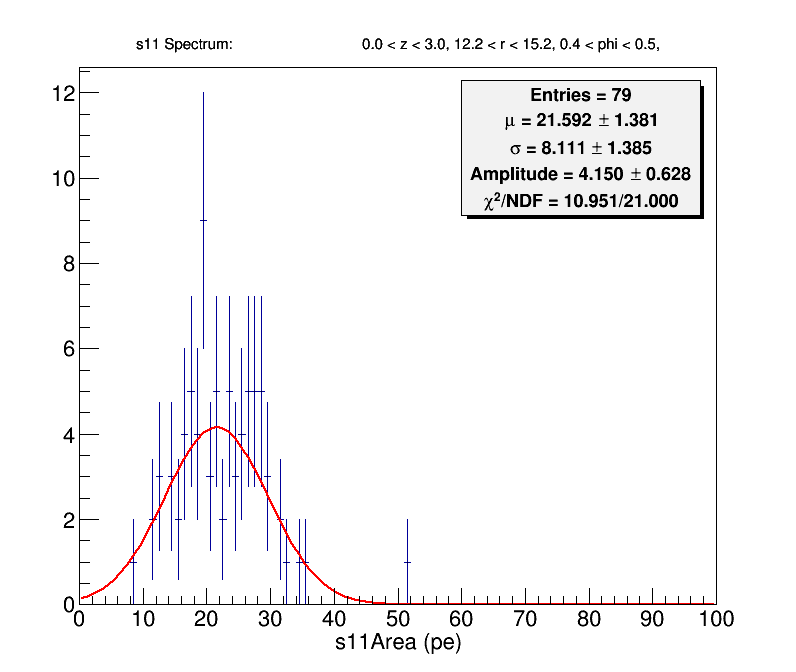 s11 Spectrum: 0.0 < z < 3.0, 12.2 < r < 15.2, 0.4 < phi < 0.5,
Entries = 79
μ = 21.592 ± 1.381
σ = 8.111 ± 1.385
Amplitude = 4.150 ± 0.628
χ²/NDF = 10.951/21.000
12
10
8
6
4
2
0
0 10 20 30 40 50 60 70 80 90 100
s11Area (pe)